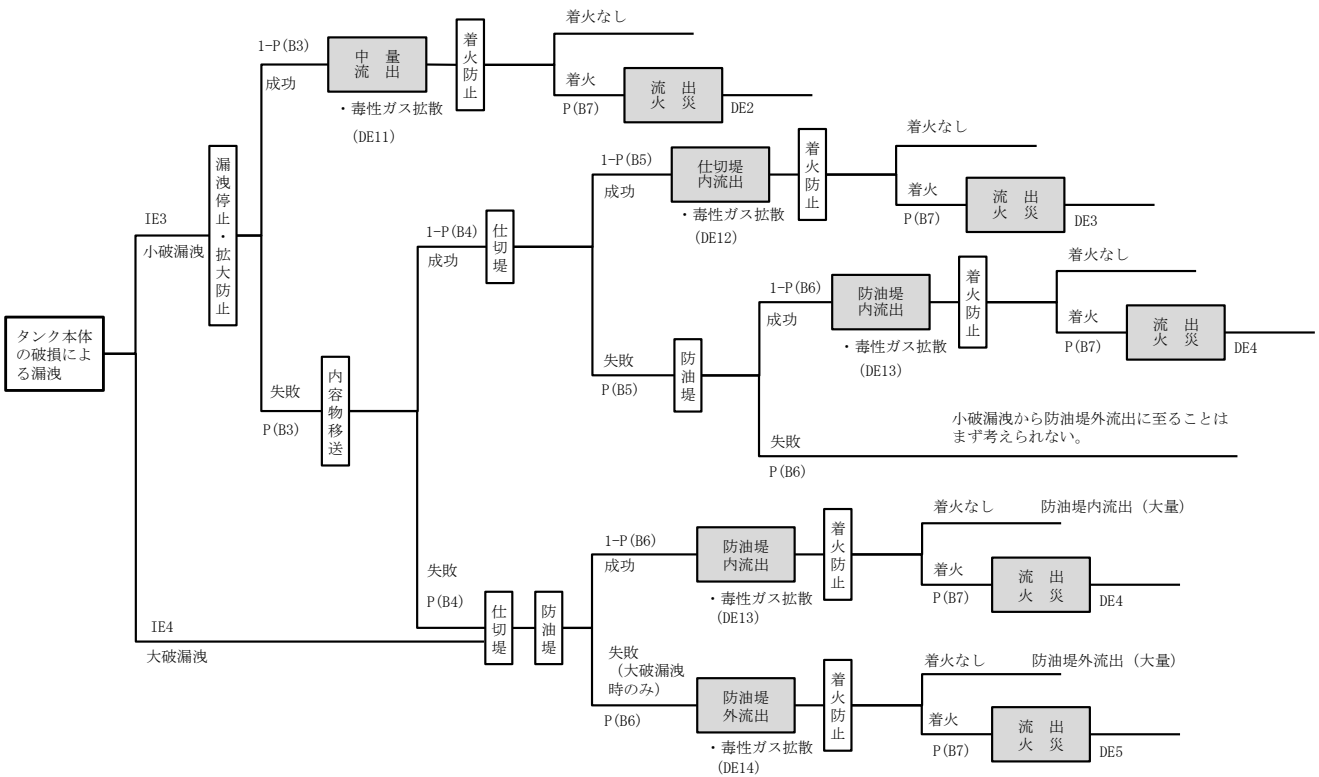 タンク本体
の破損によ
る漏洩
IE3
小破漏洩
漏洩停止・拡大防止
1-P(B3)
成功
中　量
流　出
・毒性ガス拡散
(DE11)
着火防止
着火なし
着火
P(B7)
流　出
火　災
DE2
失敗
P(B3)
内容物移送
1-P(B4)
成功
仕切堤
1-P(B5)
成功
仕切堤
内流出
・毒性ガス拡散
(DE12)
着火防止
着火なし
着火
P(B7)
流　出
火　災
DE3
失敗
P(B5)
防油堤
1-P(B6)
成功
防油堤
内流出
・毒性ガス拡散
(DE13)
着火防止
着火なし
着火
P(B7)
流　出
火　災
DE4
失敗
P(B6)
小破漏洩から防油堤外流出に至ることは
まず考えられない。
失敗
P(B4)
IE4
大破漏洩
仕切堤
防油堤
1-P(B6)
成功
防油堤
内流出
・毒性ガス拡散
(DE13)
着火防止
着火なし　防油堤内流出（大量）
着火
P(B7)
流　出
火　災
DE4
失敗
（大破漏洩
時のみ）
P(B6)
防油堤
外流出
・毒性ガス拡散
(DE14)
着火防止
着火なし　防油堤外流出（大量）
着火
P(B7)
流　出
火　災
DE5